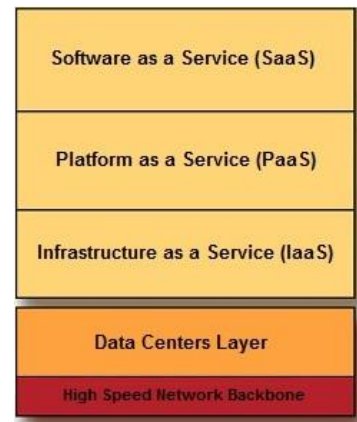 Software as a Service (SaaS)
Platform as a Service (PaaS)
Infrastructure as a Service (IaaS)
Data Centers Layer
High Speed Network Backbone